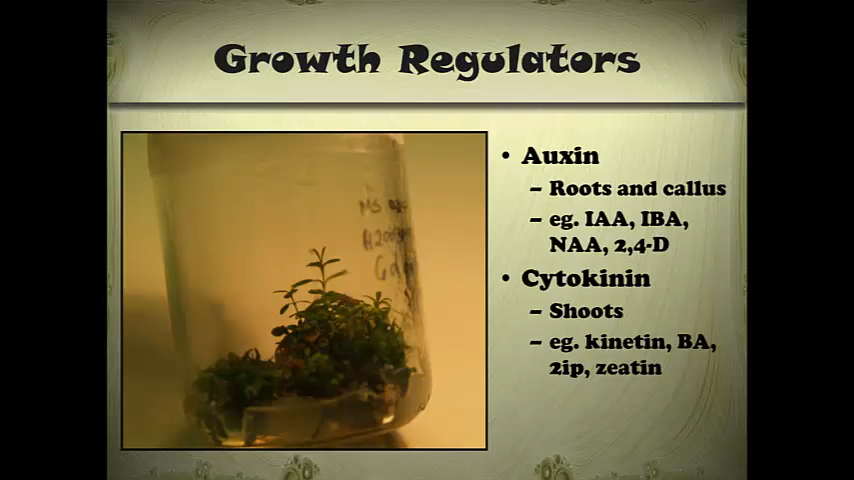 Growth Regulators
• Auxin
– Roots and callus
– eg. IAA, IBA,
NAA, 2,4-D
• Cytokinin
– Shoots
– eg. kinetin, BA,
2ip, zeatin
MS